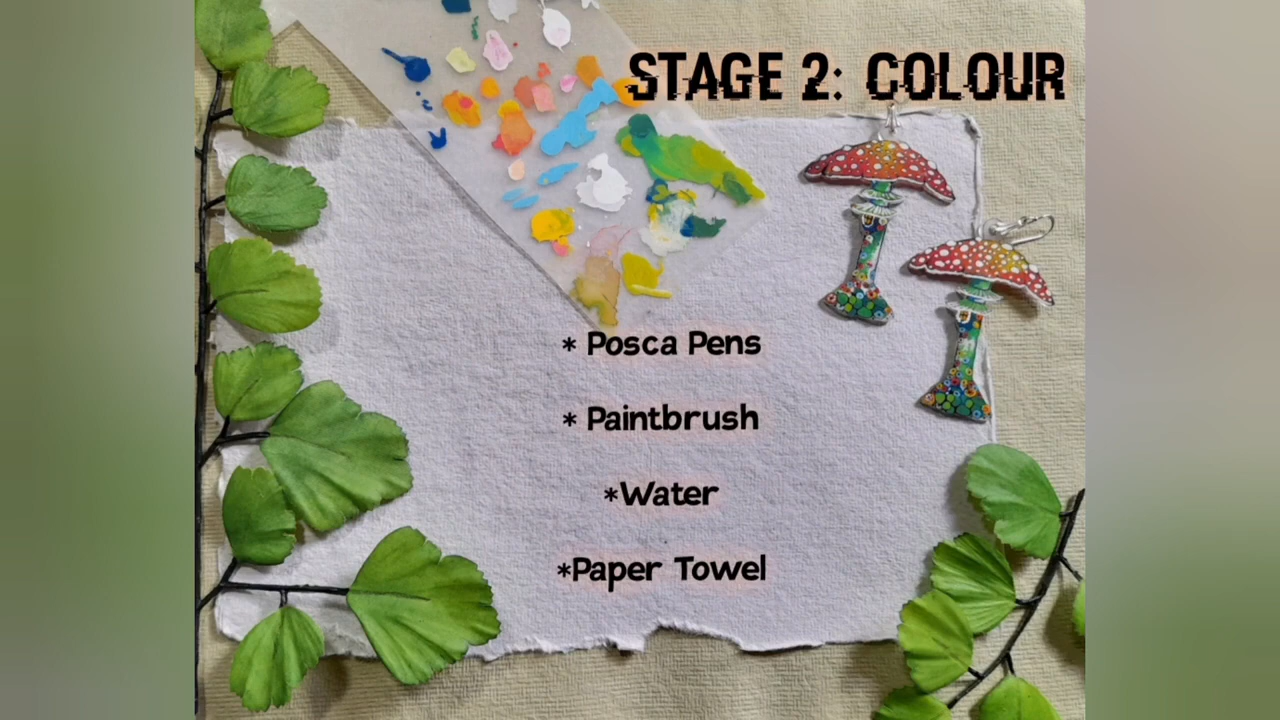 STAGE 2: COLOUR
* Posca Pens
* Paintbrush
*Water
*Paper Towel